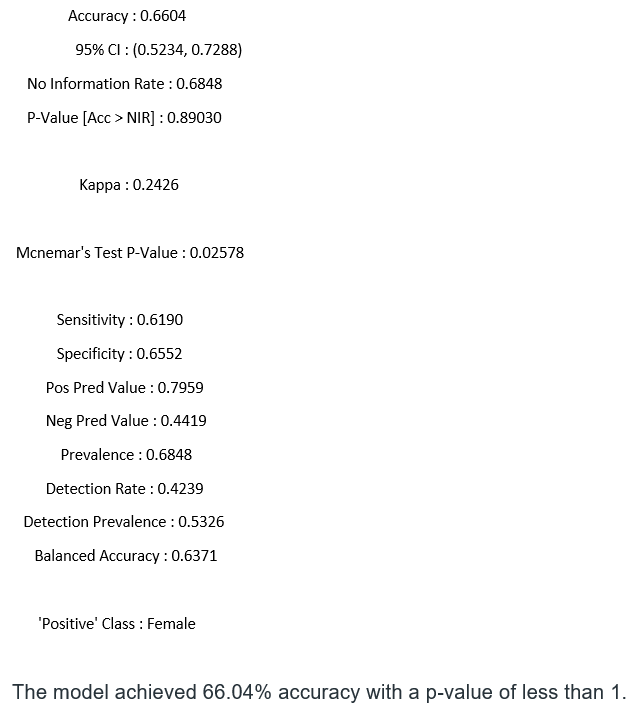 Accuracy : 0.6604
95% CI : (0.5234, 0.7288)
No Information Rate : 0.6848
P-Value [Acc > NIR] : 0.89030
Kappa : 0.2426
Mcnemar's Test P-Value : 0.02578
Sensitivity : 0.6190
Specificity : 0.6552
Pos Pred Value : 0.7959
Neg Pred Value : 0.4419
Prevalence : 0.6848
Detection Rate : 0.4239
Detection Prevalence : 0.5326
Balanced Accuracy : 0.6371
'Positive' Class : Female
The model achieved 66.04% accuracy with a p-value of less than 1.